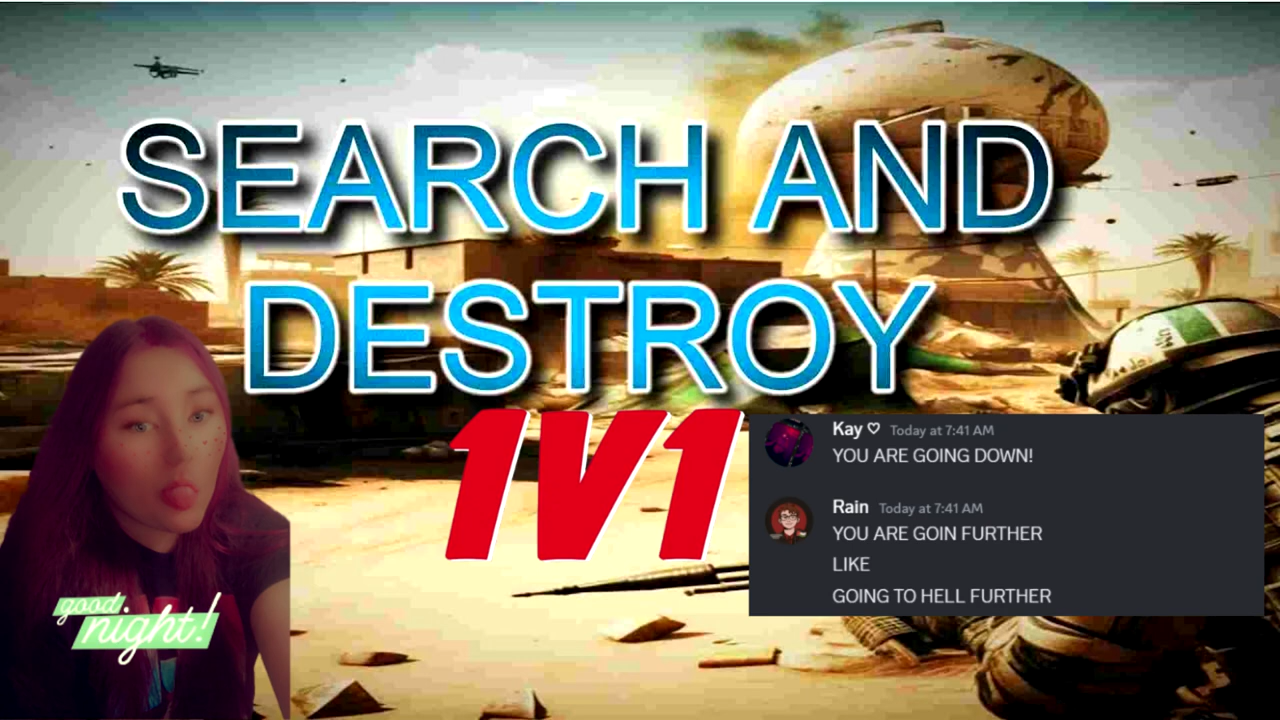 SEARCH AND
DESTROY
1V1
Kay ♡ Today at 7:41 AM
YOU ARE GOING DOWN!
Rain Today at 7:41 AM
YOU ARE GOIN FURTHER
LIKE
GOING TO HELL FURTHER
good
night!